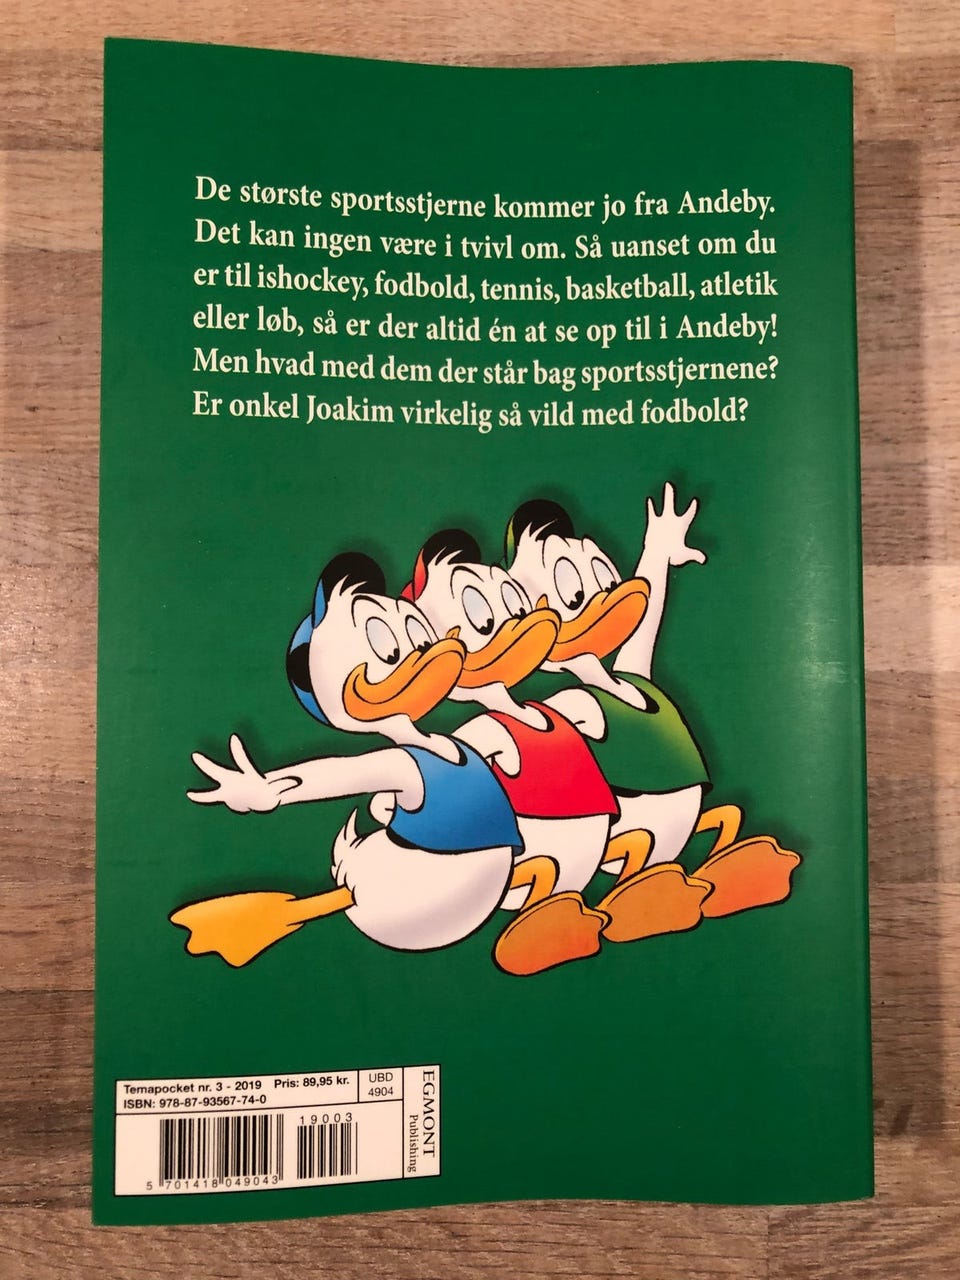 De største sportsstjerne kommer jo fra Andeby.
Det kan ingen være i tvivl om. Så uanset om du
er til ishockey, fodbold, tennis, basketball, atletik
eller løb, så er der altid én at se op til i Andeby!
Men hvad med dem der står bag sportsstjernene?
Er onkel Joakim virkelig så vild med fodbold?
Temapocket nr. 3 - 2019 Pris: 89,95 kr.
ISBN: 978-87-93567-74-0
UBD
4904
19003
5 701418 049043
EGMONT
Publishing